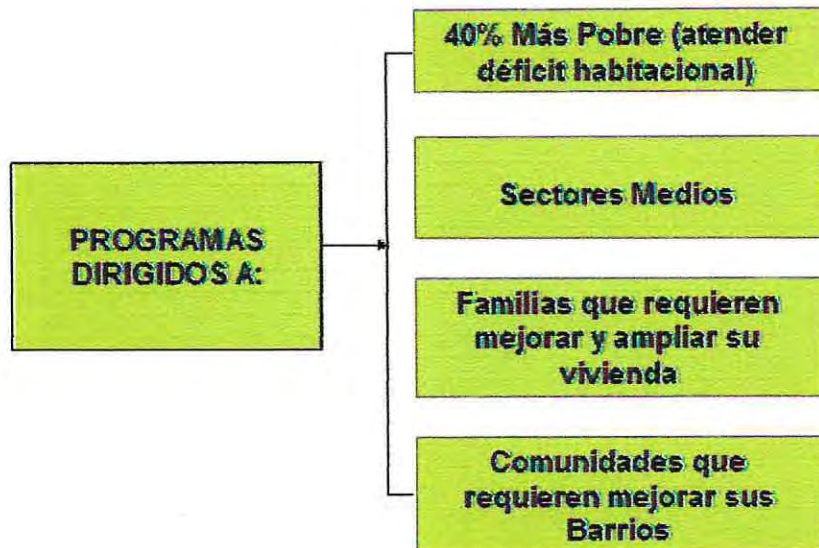 PROGRAMAS
DIRIGIDOS A:
40% Más Pobre (atender
déficit habitacional)
Sectores Medios
Familias que requieren
mejorar y ampliar su
vivienda
Comunidades que
requieren mejorar sus
Barrios